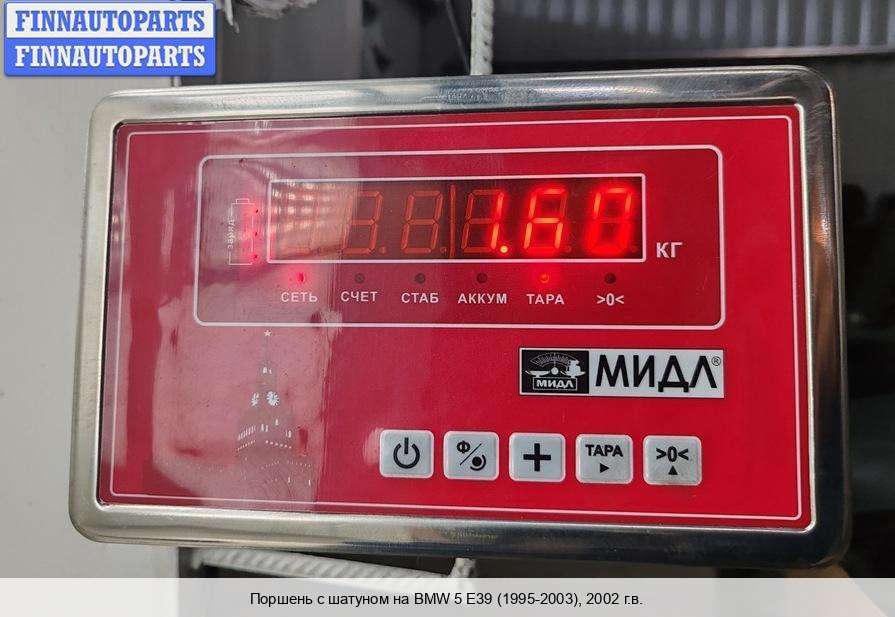 FINNAUTOPARTS
FINNAUTOPARTS
заряд
1.60 КГ
СЕТЬ СЧЕТ СТАБ АККУМ ТАРА >0<
МИДЛ МИДЛ®
Ф + ТАРА >0<
Поршень с шатуном на BMW 5 E39 (1995-2003), 2002 г.в.